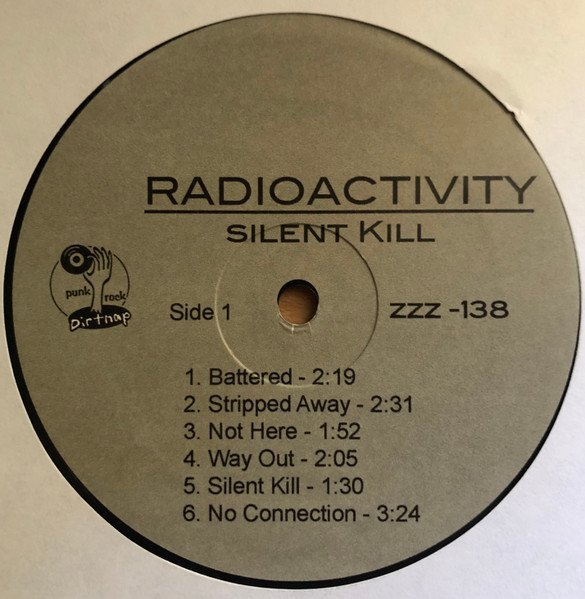 RADIOACTIVITY
SILENT KILL
punk rock
Dirtnap
Side 1
ZZZ -138
1. Battered - 2:19
2. Stripped Away - 2:31
3. Not Here - 1:52
4. Way Out - 2:05
5. Silent Kill - 1:30
6. No Connection - 3:24